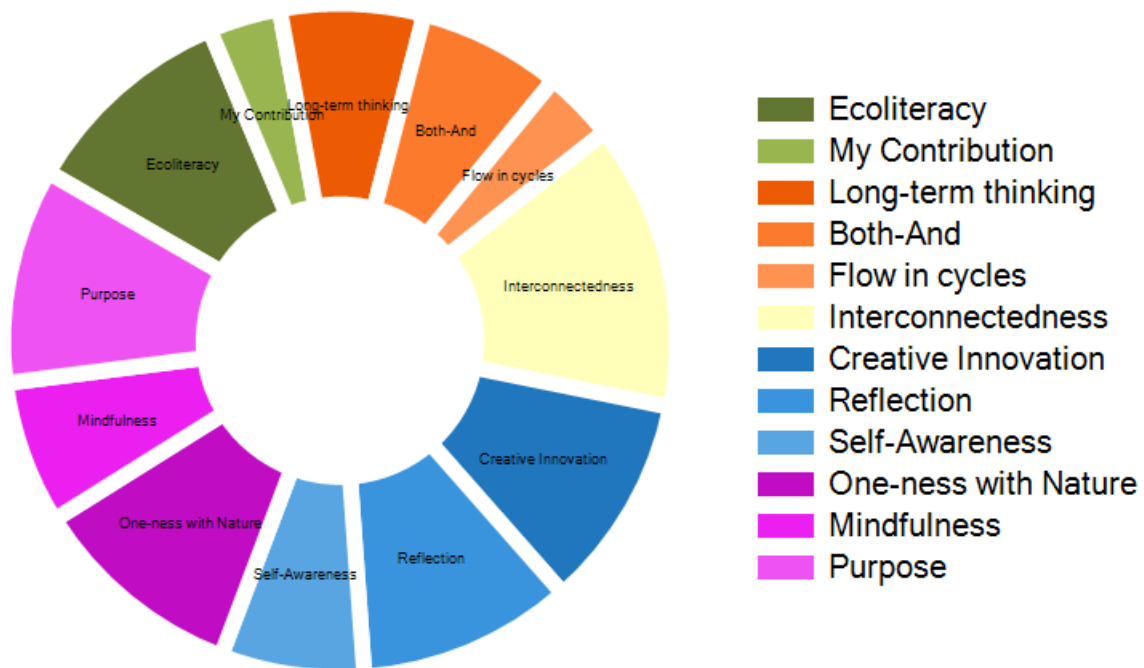 Long-term thinking
My Contribution
Both-And
Ecoliteracy
Flow in cycles
Interconnectedness
Purpose
Mindfulness
Creative Innovation
One-ness with Nature
Reflection
Self-Awareness
Ecoliteracy
My Contribution
Long-term thinking
Both-And
Flow in cycles
Interconnectedness
Creative Innovation
Reflection
Self-Awareness
One-ness with Nature
Mindfulness
Purpose